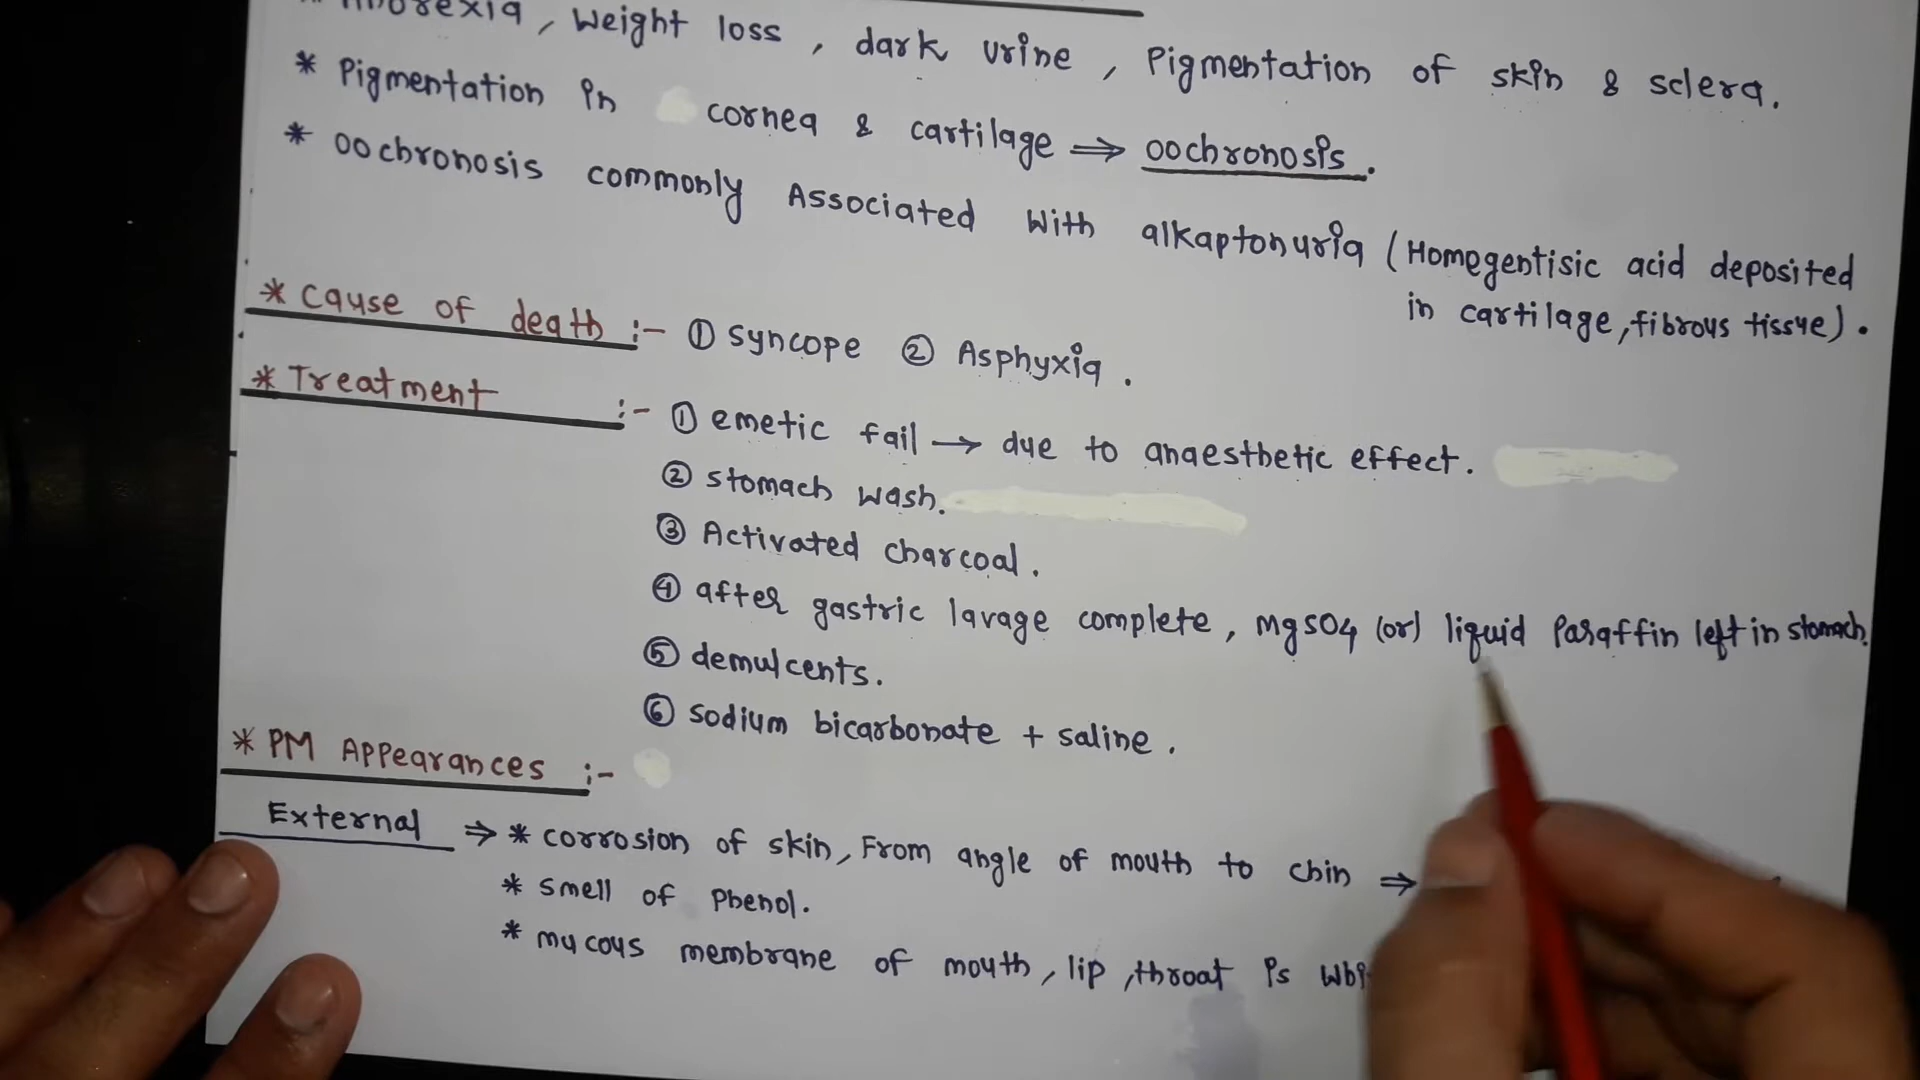 Weight loss, dark urine, Pigmentation of skin & sclera.
* Pigmentation in cornea & cartilage ⇒ oochronosis.
* oochronosis commonly Associated With alkaptonuria (Homegentisic acid deposited
in cartilage, fibrous tissue).
* Cause of death :- ① Syncope ② Asphyxia.
* Treatment :- ① emetic fail → due to anaesthetic effect.
② stomach wash.
③ Activated charcoal.
④ after gastric lavage complete, MgSO4 (or) liquid Paraffin left in stomach.
⑤ demulcents.
⑥ sodium bicarbonate + saline.
* PM Appearances :-
External ⇒ * corrosion of skin, From angle of mouth to chin ⇒
* smell of Phenol.
* mucous membrane of mouth, lip, throat is